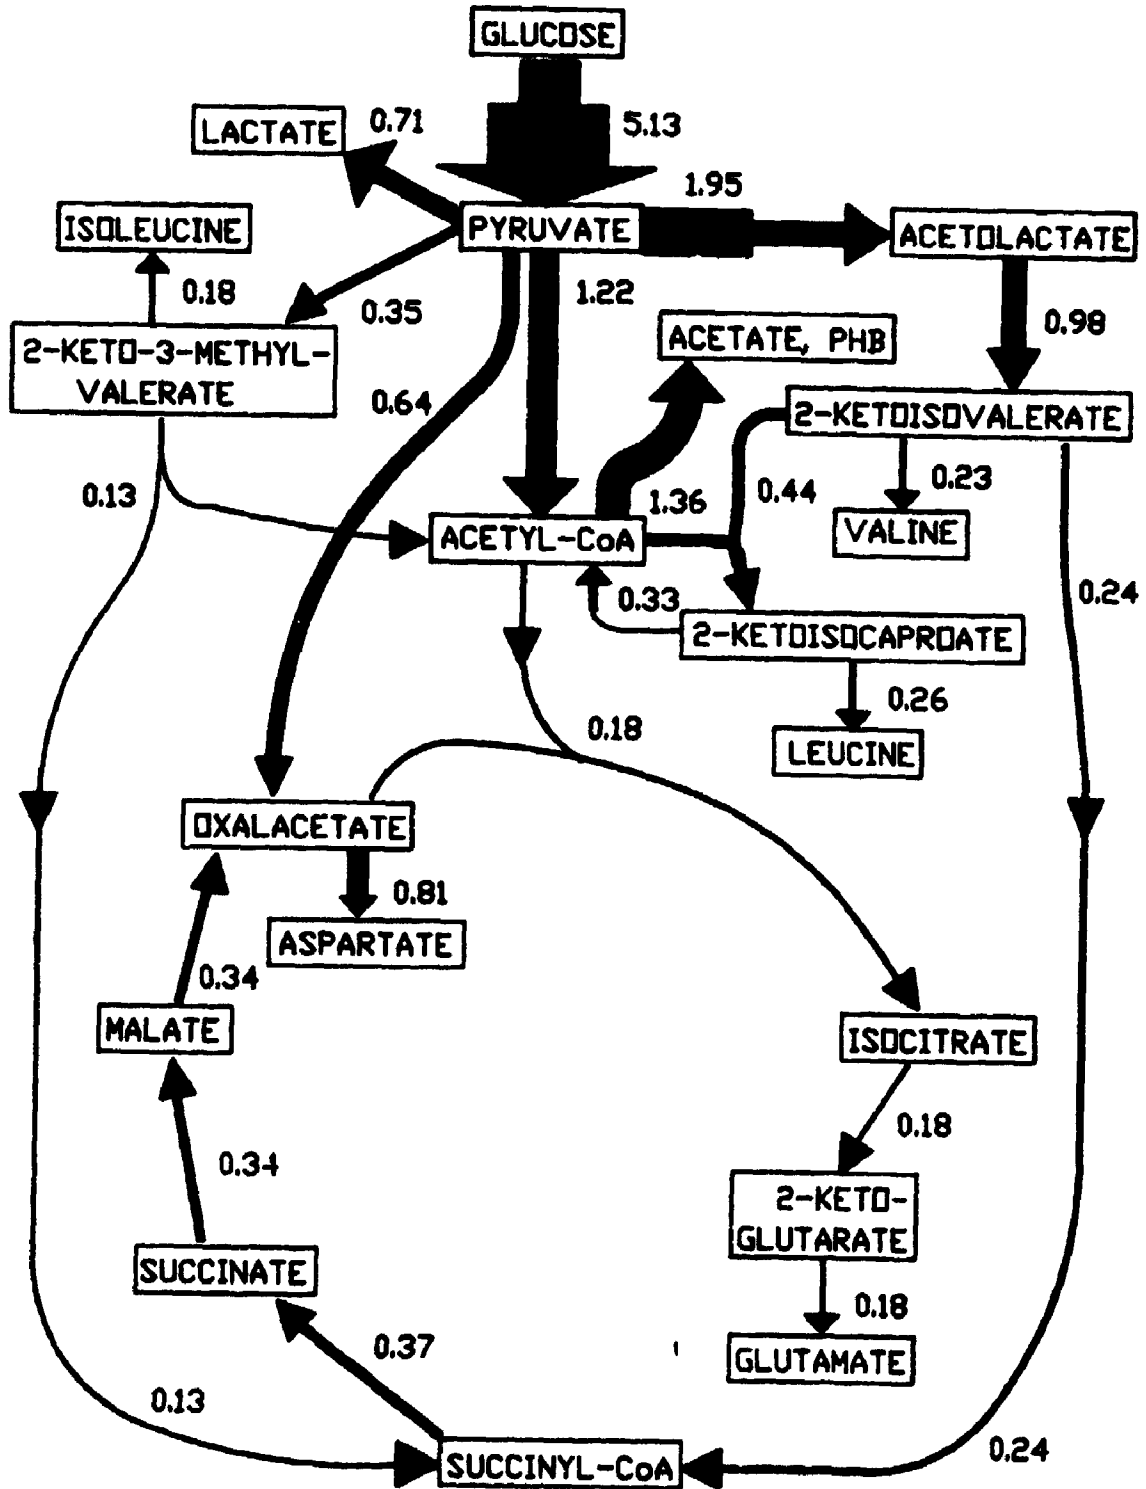 GLUCOSE
LACTATE 0.71
5.13
1.95
ISOLEUCINE
PYRUVATE
ACETOLACTATE
0.18
0.35
1.22
0.98
2-KETO-3-METHYL-
VALERATE
ACETATE, PHB
0.64
2-KETOISOVALERATE
0.13
1.36
0.44
0.23
ACETYL-CoA
VALINE
0.33
0.24
2-KETOISOCAPROATE
0.26
0.18
LEUCINE
OXALACETATE
0.81
ASPARTATE
0.34
MALATE
ISOCITRATE
0.18
0.34
2-KETO-
GLUTARATE
SUCCINATE
0.18
0.37
GLUTAMATE
0.13
0.24
SUCCINYL-CoA